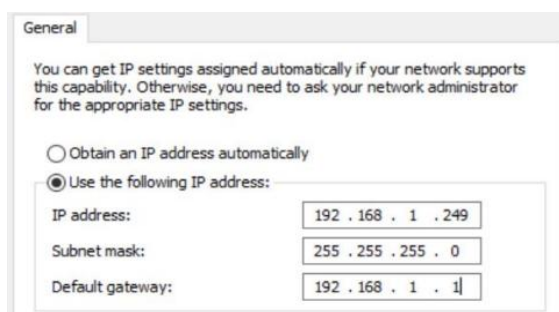 General
You can get IP settings assigned automatically if your network supports
this capability. Otherwise, you need to ask your network administrator
for the appropriate IP settings.
Obtain an IP address automatically
Use the following IP address:
IP address: 192 . 168 . 1 . 249
Subnet mask: 255 . 255 . 255 . 0
Default gateway: 192 . 168 . 1 . 1